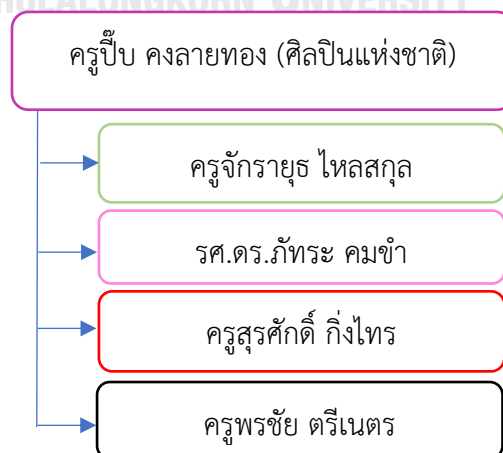 CHULALONGKORN UNIVERSITY
ครูปี๊บ คงลายทอง (ศิลปินแห่งชาติ)
ครูจักรายุธ ไหลสกุล
รศ.ดร.ภัทระ คมขำ
ครูสุรศักดิ์ กิ่งไทร
ครูพรชัย ตรีเนตร